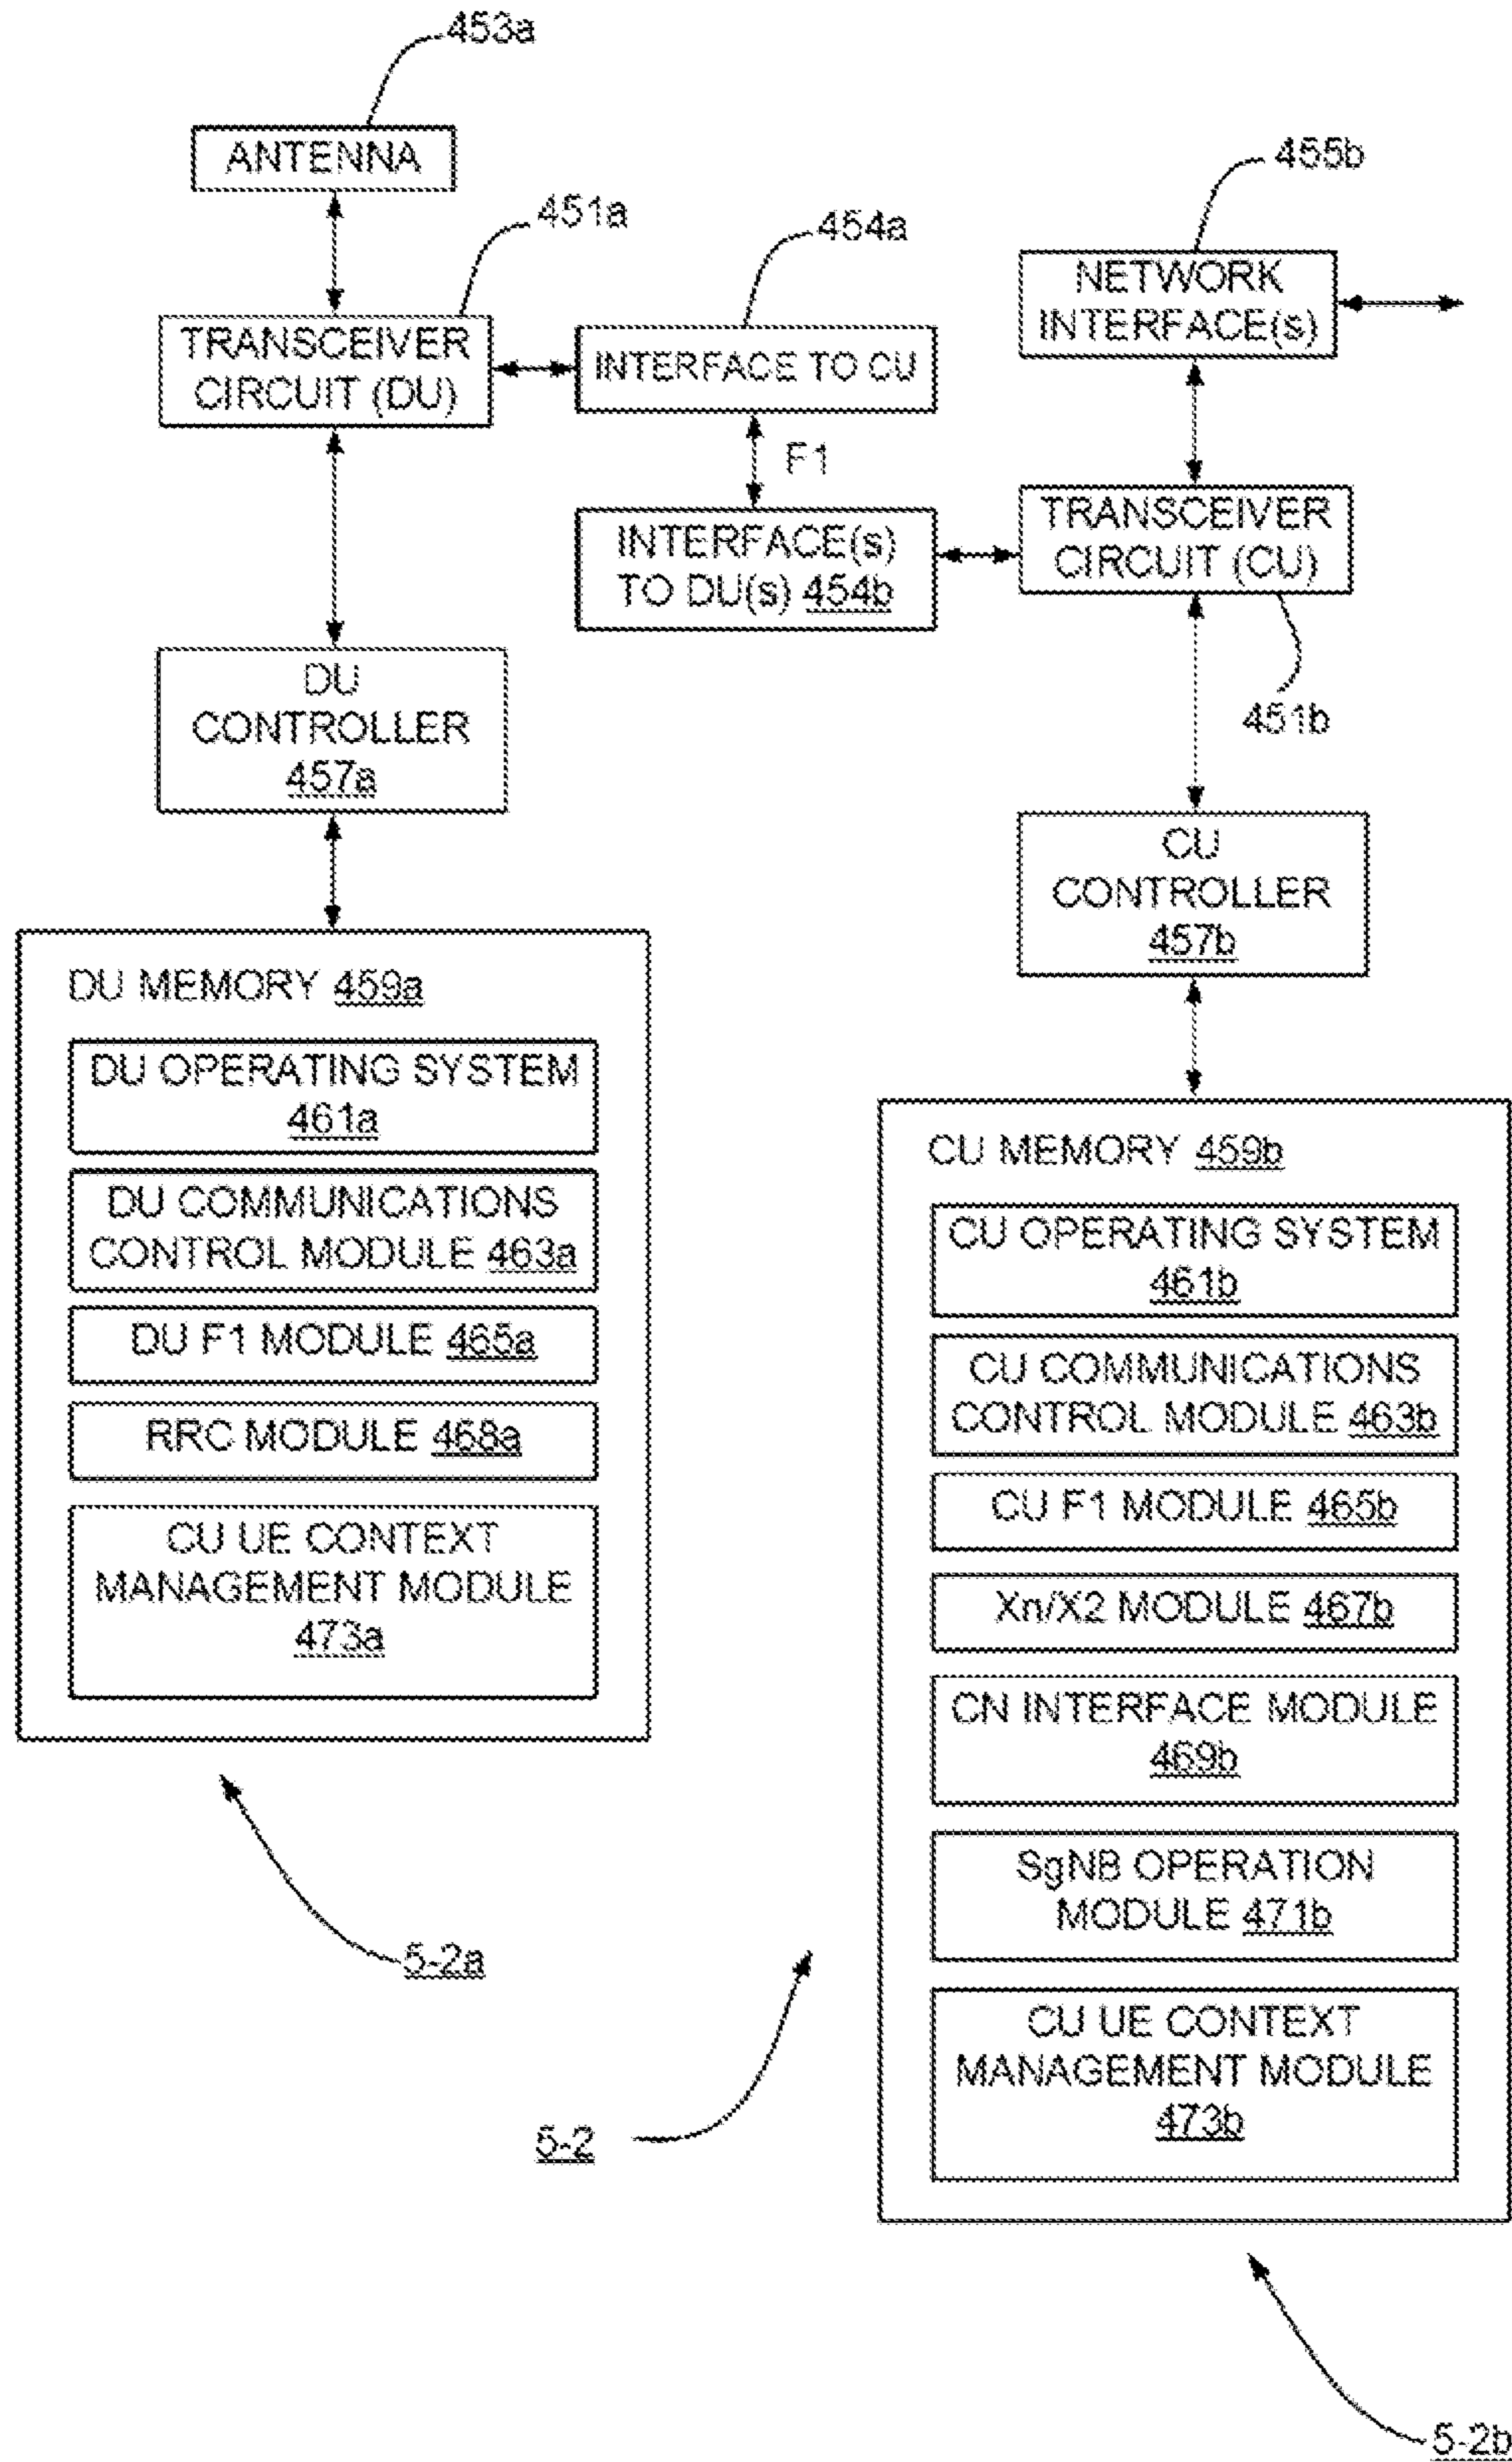 453a
ANTENNA
451a
TRANSCEIVER
CIRCUIT (DU)
454a
INTERFACE TO CU
F1
INTERFACE(s)
TO DU(s) 454b
455b
NETWORK
INTERFACE(s)
TRANSCEIVER
CIRCUIT (CU)
451b
DU
CONTROLLER
457a
CU
CONTROLLER
457b
DU MEMORY 459a
DU OPERATING SYSTEM
461a
DU COMMUNICATIONS
CONTROL MODULE 463a
DU F1 MODULE 465a
RRC MODULE 468a
CU UE CONTEXT
MANAGEMENT MODULE
473a
5-2a
CU MEMORY 459b
CU OPERATING SYSTEM
461b
CU COMMUNICATIONS
CONTROL MODULE 463b
CU F1 MODULE 465b
Xn/X2 MODULE 467b
CN INTERFACE MODULE
469b
SgNB OPERATION
MODULE 471b
CU UE CONTEXT
MANAGEMENT MODULE
473b
5-2
5-2b